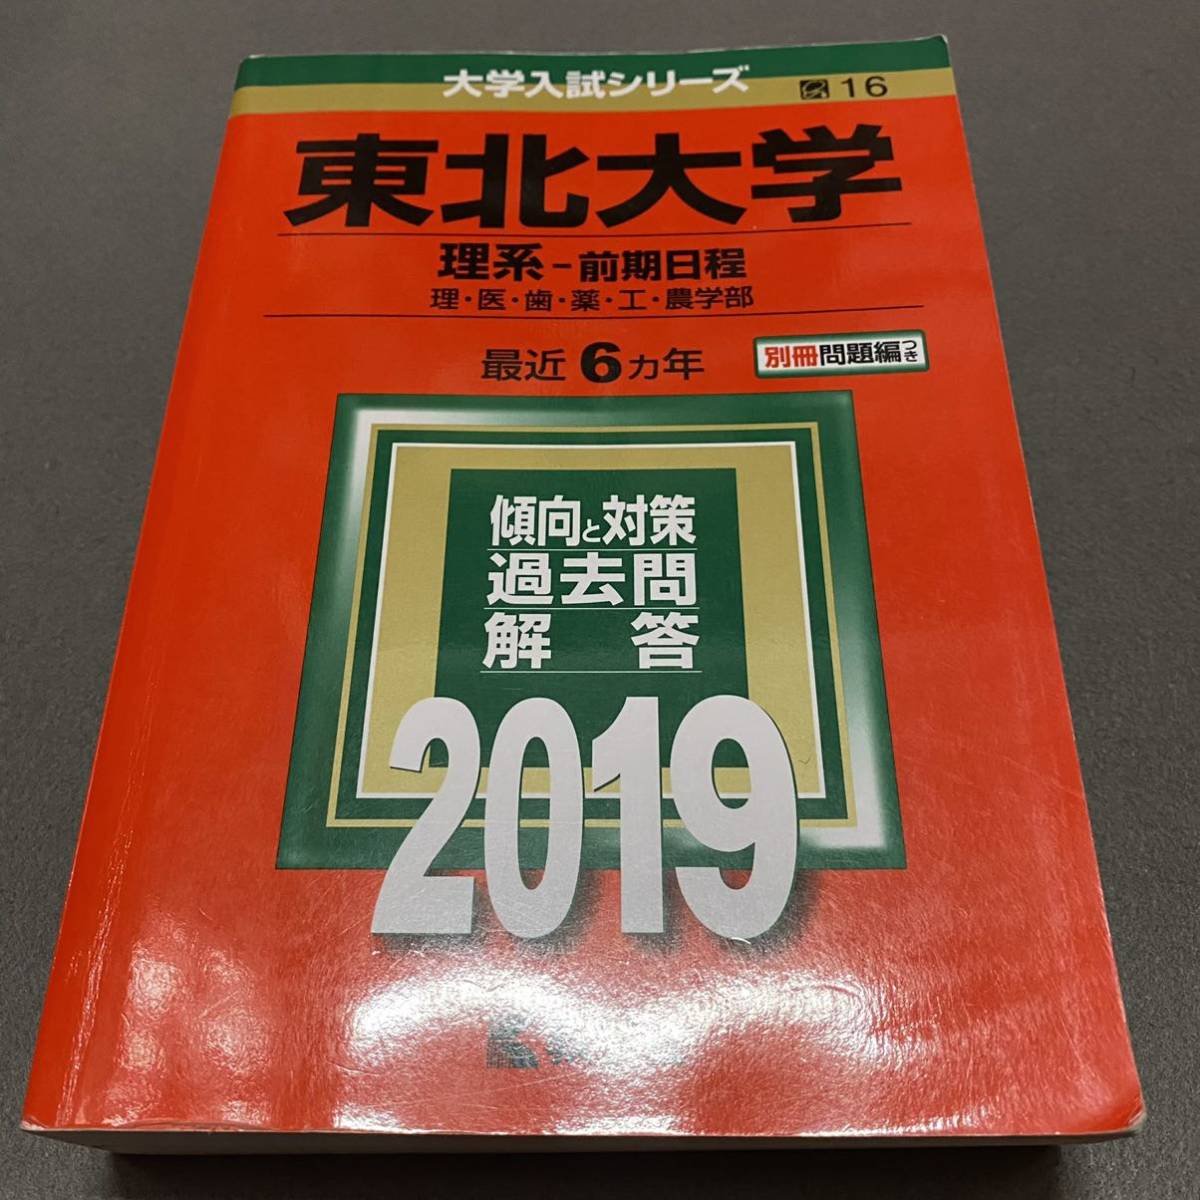 大学入試シリーズ 16
東北大学
理系-前期日程
理・医・歯・薬・工・農学部
最近6カ年
別冊問題編つき
傾向と対策
過去問
解答
2019